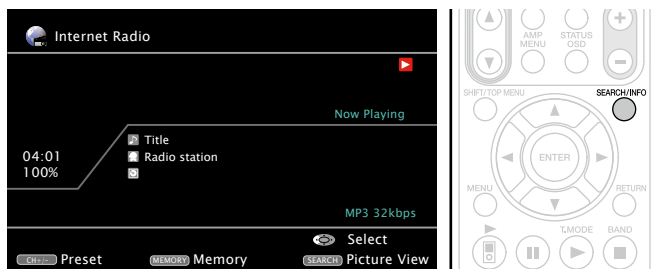 Internet Radio
Now Playing
Title
04:01
Radio station
100%
MP3 32kbps
Select
CH+/- Preset
MEMORY Memory
SEARCH Picture View
AMP
MENU
STATUS
OSD
SHIFT/TOP MENU
SEARCH/INFO
ENTER
MENU
RETURN
T.MODE
BAND